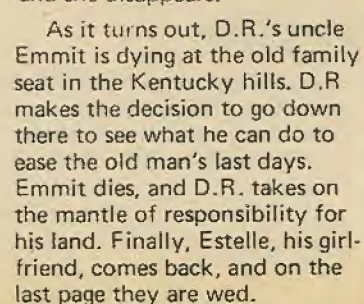 As it turns out, D.R.'s uncle
Emmit is dying at the old family
seat in the Kentucky hills. D.R
makes the decision to go down
there to see what he can do to
ease the old man's last days.
Emmit dies, and D.R. takes on
the mantle of responsibility for
his land. Finally, Estelle, his girl-
friend, comes back, and on the
last page they are wed.